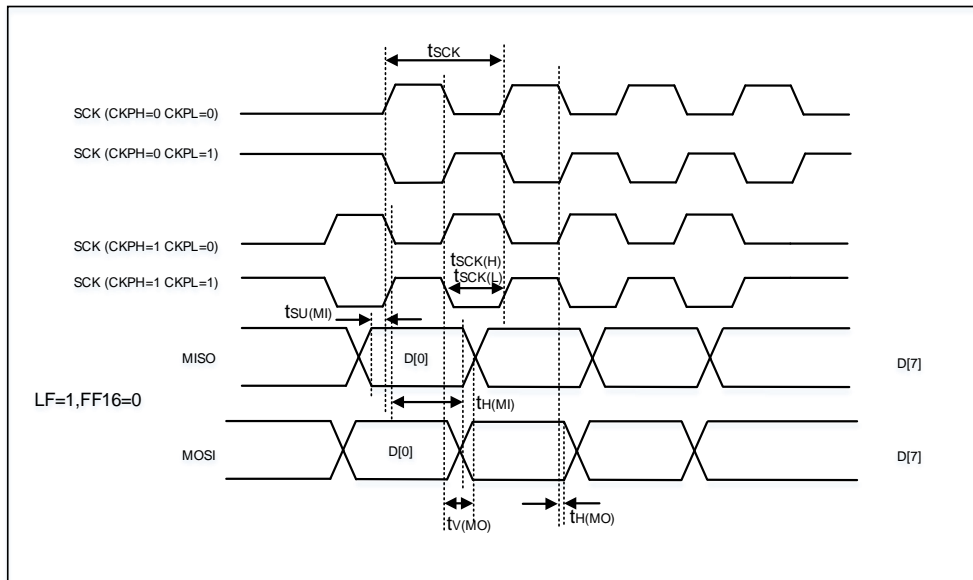 tSCK
SCK (CKPH=0 CKPL=0)
SCK (CKPH=0 CKPL=1)
SCK (CKPH=1 CKPL=0)
tSCK(H)
tSCK(L)
SCK (CKPH=1 CKPL=1)
tSU(MI)
MISO
D[0]
D[7]
LF=1,FF16=0
tH(MI)
MOSI
D[0]
D[7]
tV(MO)
tH(MO)